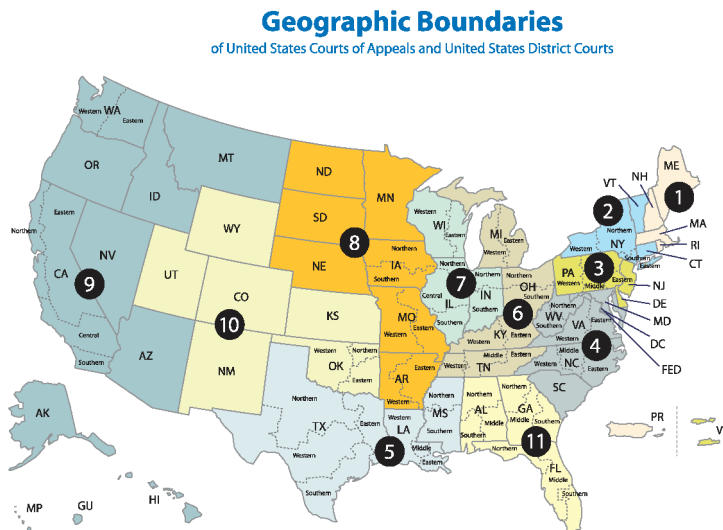 Geographic Boundaries
of United States Courts of Appeals and United States District Courts
WA
Western
Eastern
OR
ID
MT
Northern
Eastern
CA
Central
Southern
NV
9
AZ
AK
HI
GU
MP
WY
UT
CO
10
NM
KS
OK
Western
Northern
Eastern
ND
SD
NE
MN
8
IA
Northern
Southern
MO
Western
Eastern
AR
Eastern
Western
TX
Northern
Eastern
Western
Southern
LA
Western
Middle
Eastern
5
MS
Northern
Southern
WI
Western
Eastern
7
IL
Northern
Central
Southern
IN
Northern
Southern
MI
Western
Eastern
OH
Northern
Southern
6
KY
Western
Eastern
TN
Western
Middle
Eastern
AL
Northern
Middle
Southern
GA
Northern
Middle
Southern
11
FL
Northern
Middle
Southern
WV
Northern
Southern
VA
Western
Eastern
4
NC
Western
Middle
Eastern
SC
PA
Western
Middle
Eastern
3
NY
Northern
Western
Southern
Eastern
2
VT
NH
ME
1
MA
RI
CT
NJ
DE
MD
DC
FED
PR
V